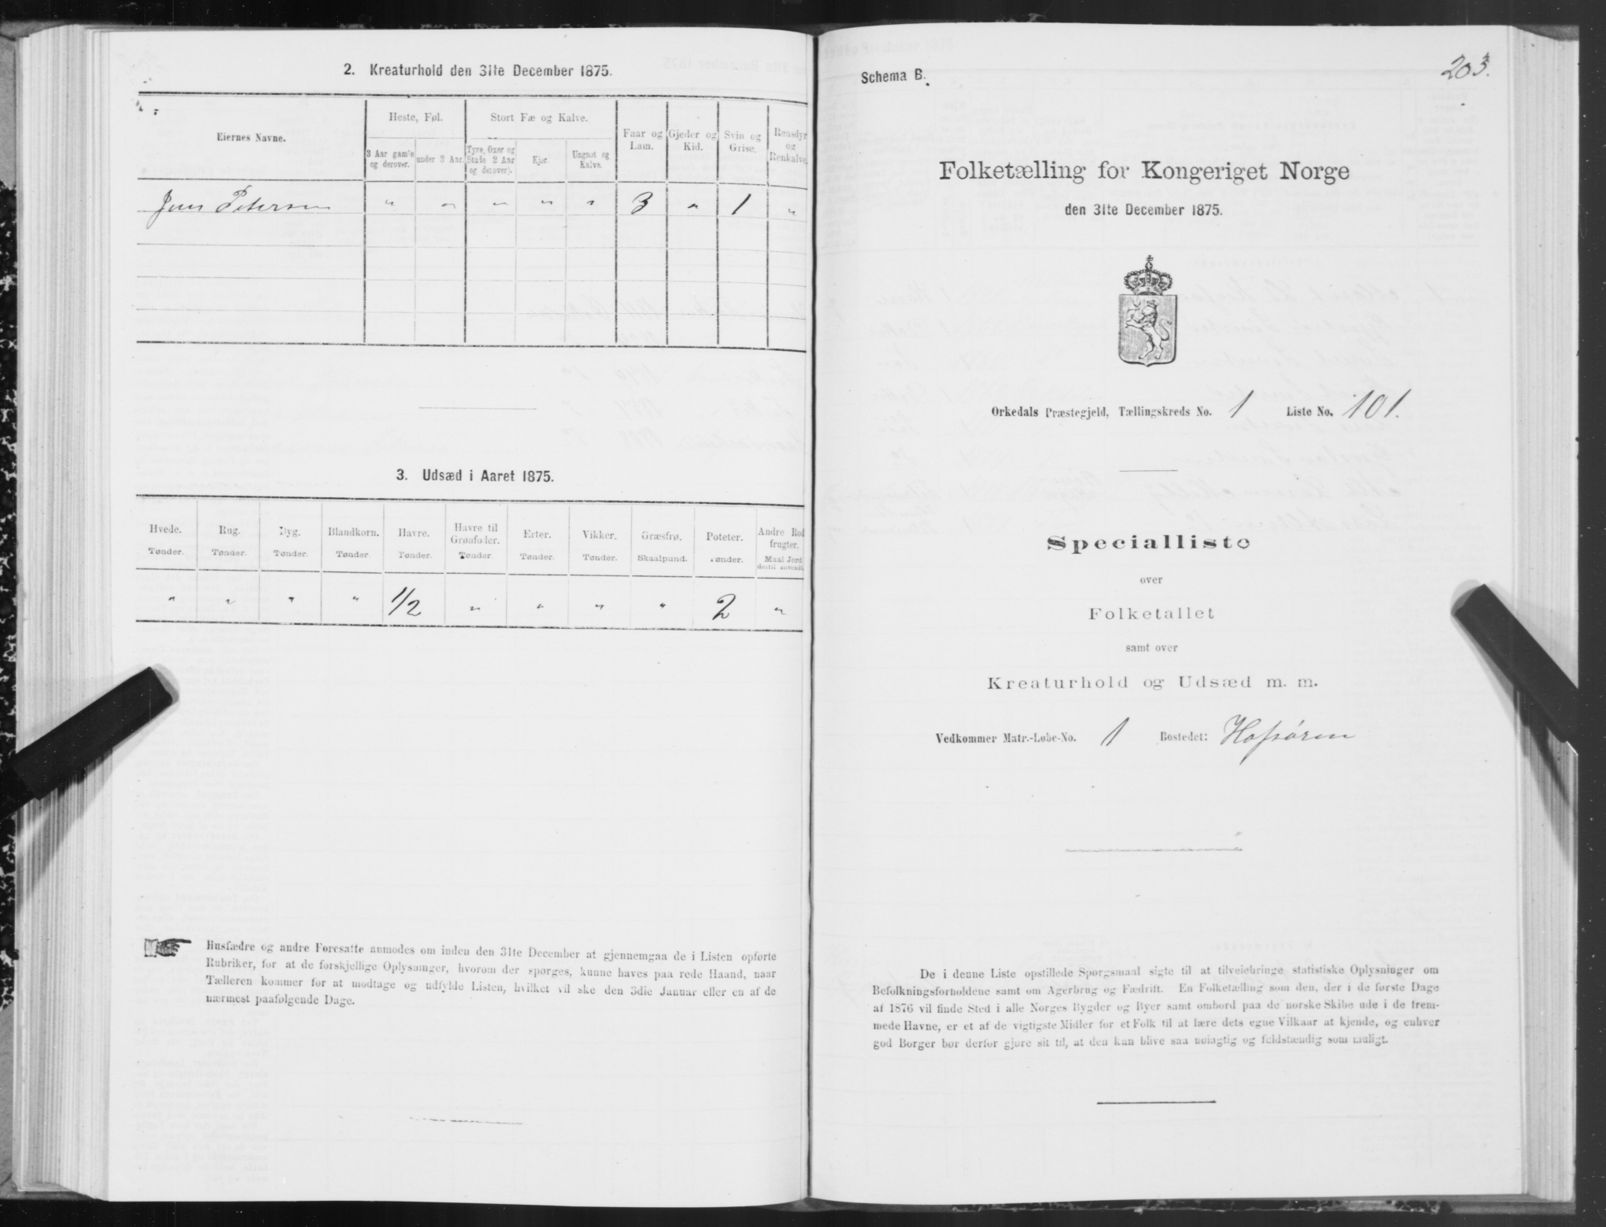 2. Kreaturhold den 31te December 1875.
Eiernes Navne.
Heste, Føl.
Stort Fæ og Kalve.
Faar og Lam.
Gjeder og Kid.
Svin og Grise.
Rensdyr og Renkalve.
3 Aar gamle og derover.
under 3 Aar.
Tyre, Oxer og Stude 2 Aar og derover).
Kjør.
Ungnøt og Kalve.
Jens Petersen " " " " " 3 " 1 "
3. Udsæd i Aaret 1875.
Hvede. Rug. Byg. Blandkorn. Havre. Havre til Grønfoder. Erter. Vikker. Græsfrø. Poteter. Andre Rodfrugter.
Tønder. Tønder. Tønder. Tønder. Tønder. Tønder. Tønder. Tønder. Skaalpund. Tønder. Maal Jord dertil anvendt.
" " " " 1/2 " " " " 2 "
Husfædre og andre Foresatte anmodes om inden den 31te December at gjennemgaa de i Listen opførte
Rubriker, for at de forskjellige Oplysninger, hvorom der spørges, kunne haves paa rede Haand, naar
Tælleren kommer for at modtage og udfylde Listen, hvilket vil ske den 3die Januar eller en af de
nærmest paafølgende Dage.
Schema B.
203.
Folketælling for Kongeriget Norge
den 31te December 1875.
Orkedals Præstegjeld, Tællingskreds No. 1 Liste No. 101.
Specialliste
over
Folketallet
samt over
Kreaturhold og Udsæd m. m.
Vedkommer Matr.-Løbe-No. 1 Bostedet: Hofsøren
De i denne Liste opstillede Spørgsmaal sigte til at tilveiebringe statistiske Oplysninger om
Befolkningsforholdene samt om Agerbrug og Fædrift. En Folketælling som den, der i de første Dage
af 1876 vil finde Sted i alle Norges Bygder og Byer samt ombord paa de norske Skibe ude i de frem-
mede Havne, er et af de vigtigste Midler for et Folk til at lære dets egne Vilkaar at kjende, og enhver
god Borger bør derfor gjøre sit til, at den kan blive saa nøiagtig og fuldstændig som muligt.